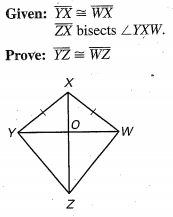 Given: YX ≅ WX
ZX bisects ∠YXW.
Prove: YZ ≅ WZ
X
Y
O
W
Z